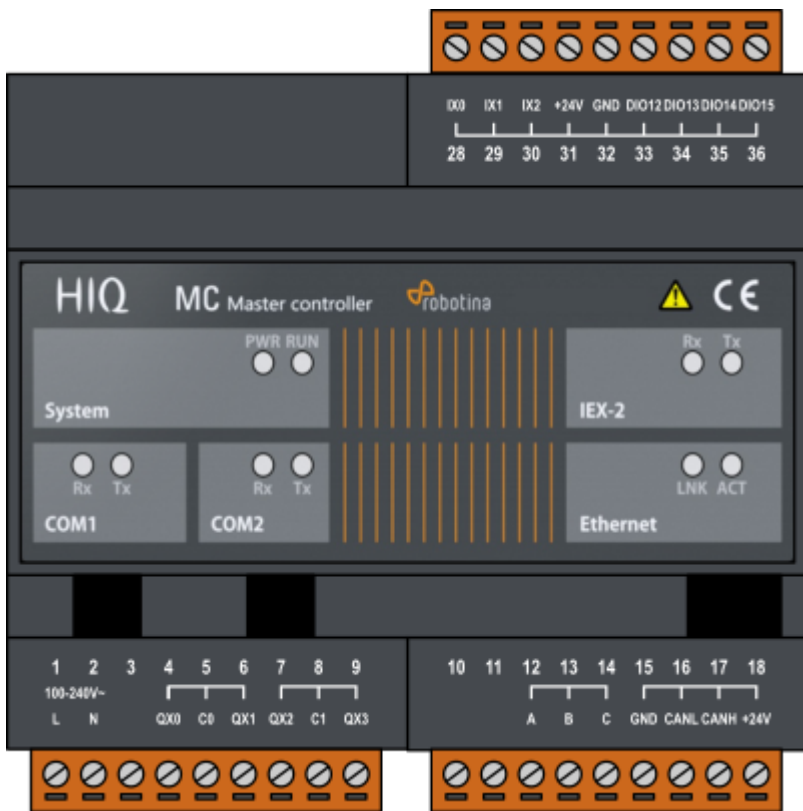 IX0 IX1 IX2 +24V GND DIO12 DIO13 DIO14 DIO15
28 29 30 31 32 33 34 35 36
HIQ MC Master controller robotina CE
PWR RUN
Rx Tx
System
IEX-2
Rx Tx
Rx Tx
LNK ACT
COM1
COM2
Ethernet
1 2 3 4 5 6 7 8 9
10 11 12 13 14 15 16 17 18
100-240V~
L N QX0 C0 QX1 QX2 C1 QX3
A B C GND CANL CANH +24V